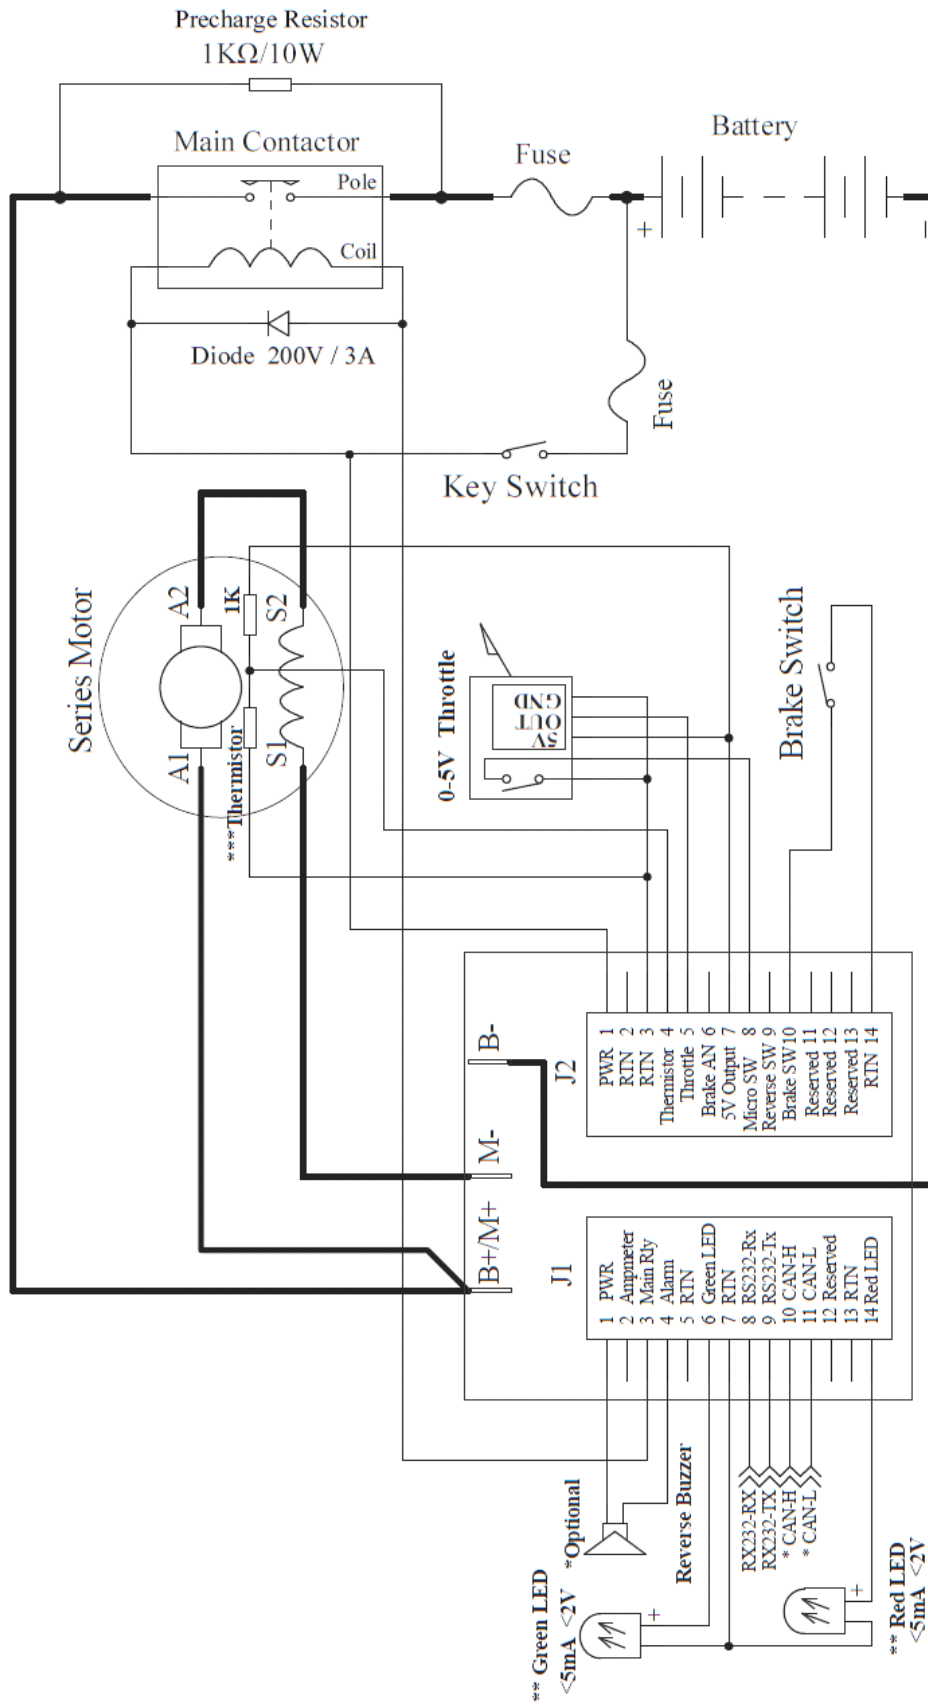 Precharge Resistor
1KΩ/10W
Main Contactor
Pole
Coil
Fuse
Battery
+
−
Diode 200V / 3A
Fuse
Key Switch
Series Motor
A2
1K
S2
A1
***Thermistor
S1
0-5V Throttle
GND
OUT
5V
Brake Switch
B-
M-
B+/M+
J2
PWR 1
RTN 2
RTN 3
Thermistor 4
Throttle 5
Brake AN 6
5V Output 7
Micro SW 8
Reverse SW 9
Brake SW10
Reserved 11
Reserved 12
Reserved 13
RTN 14
J1
1 PWR
2 Ampmeter
3 Main Rly
4 Alarm
5 RTN
6 Green LED
7 RTN
8 RS232-Rx
9 RS232-Tx
10 CAN-H
11 CAN-L
12 Reserved
13 RTN
14 Red LED
*Optional
Reverse Buzzer
RX232-RX
RX232-TX
* CAN-H
* CAN-L
** Green LED
<5mA <2V
+
** Red LED
<5mA <2V
+